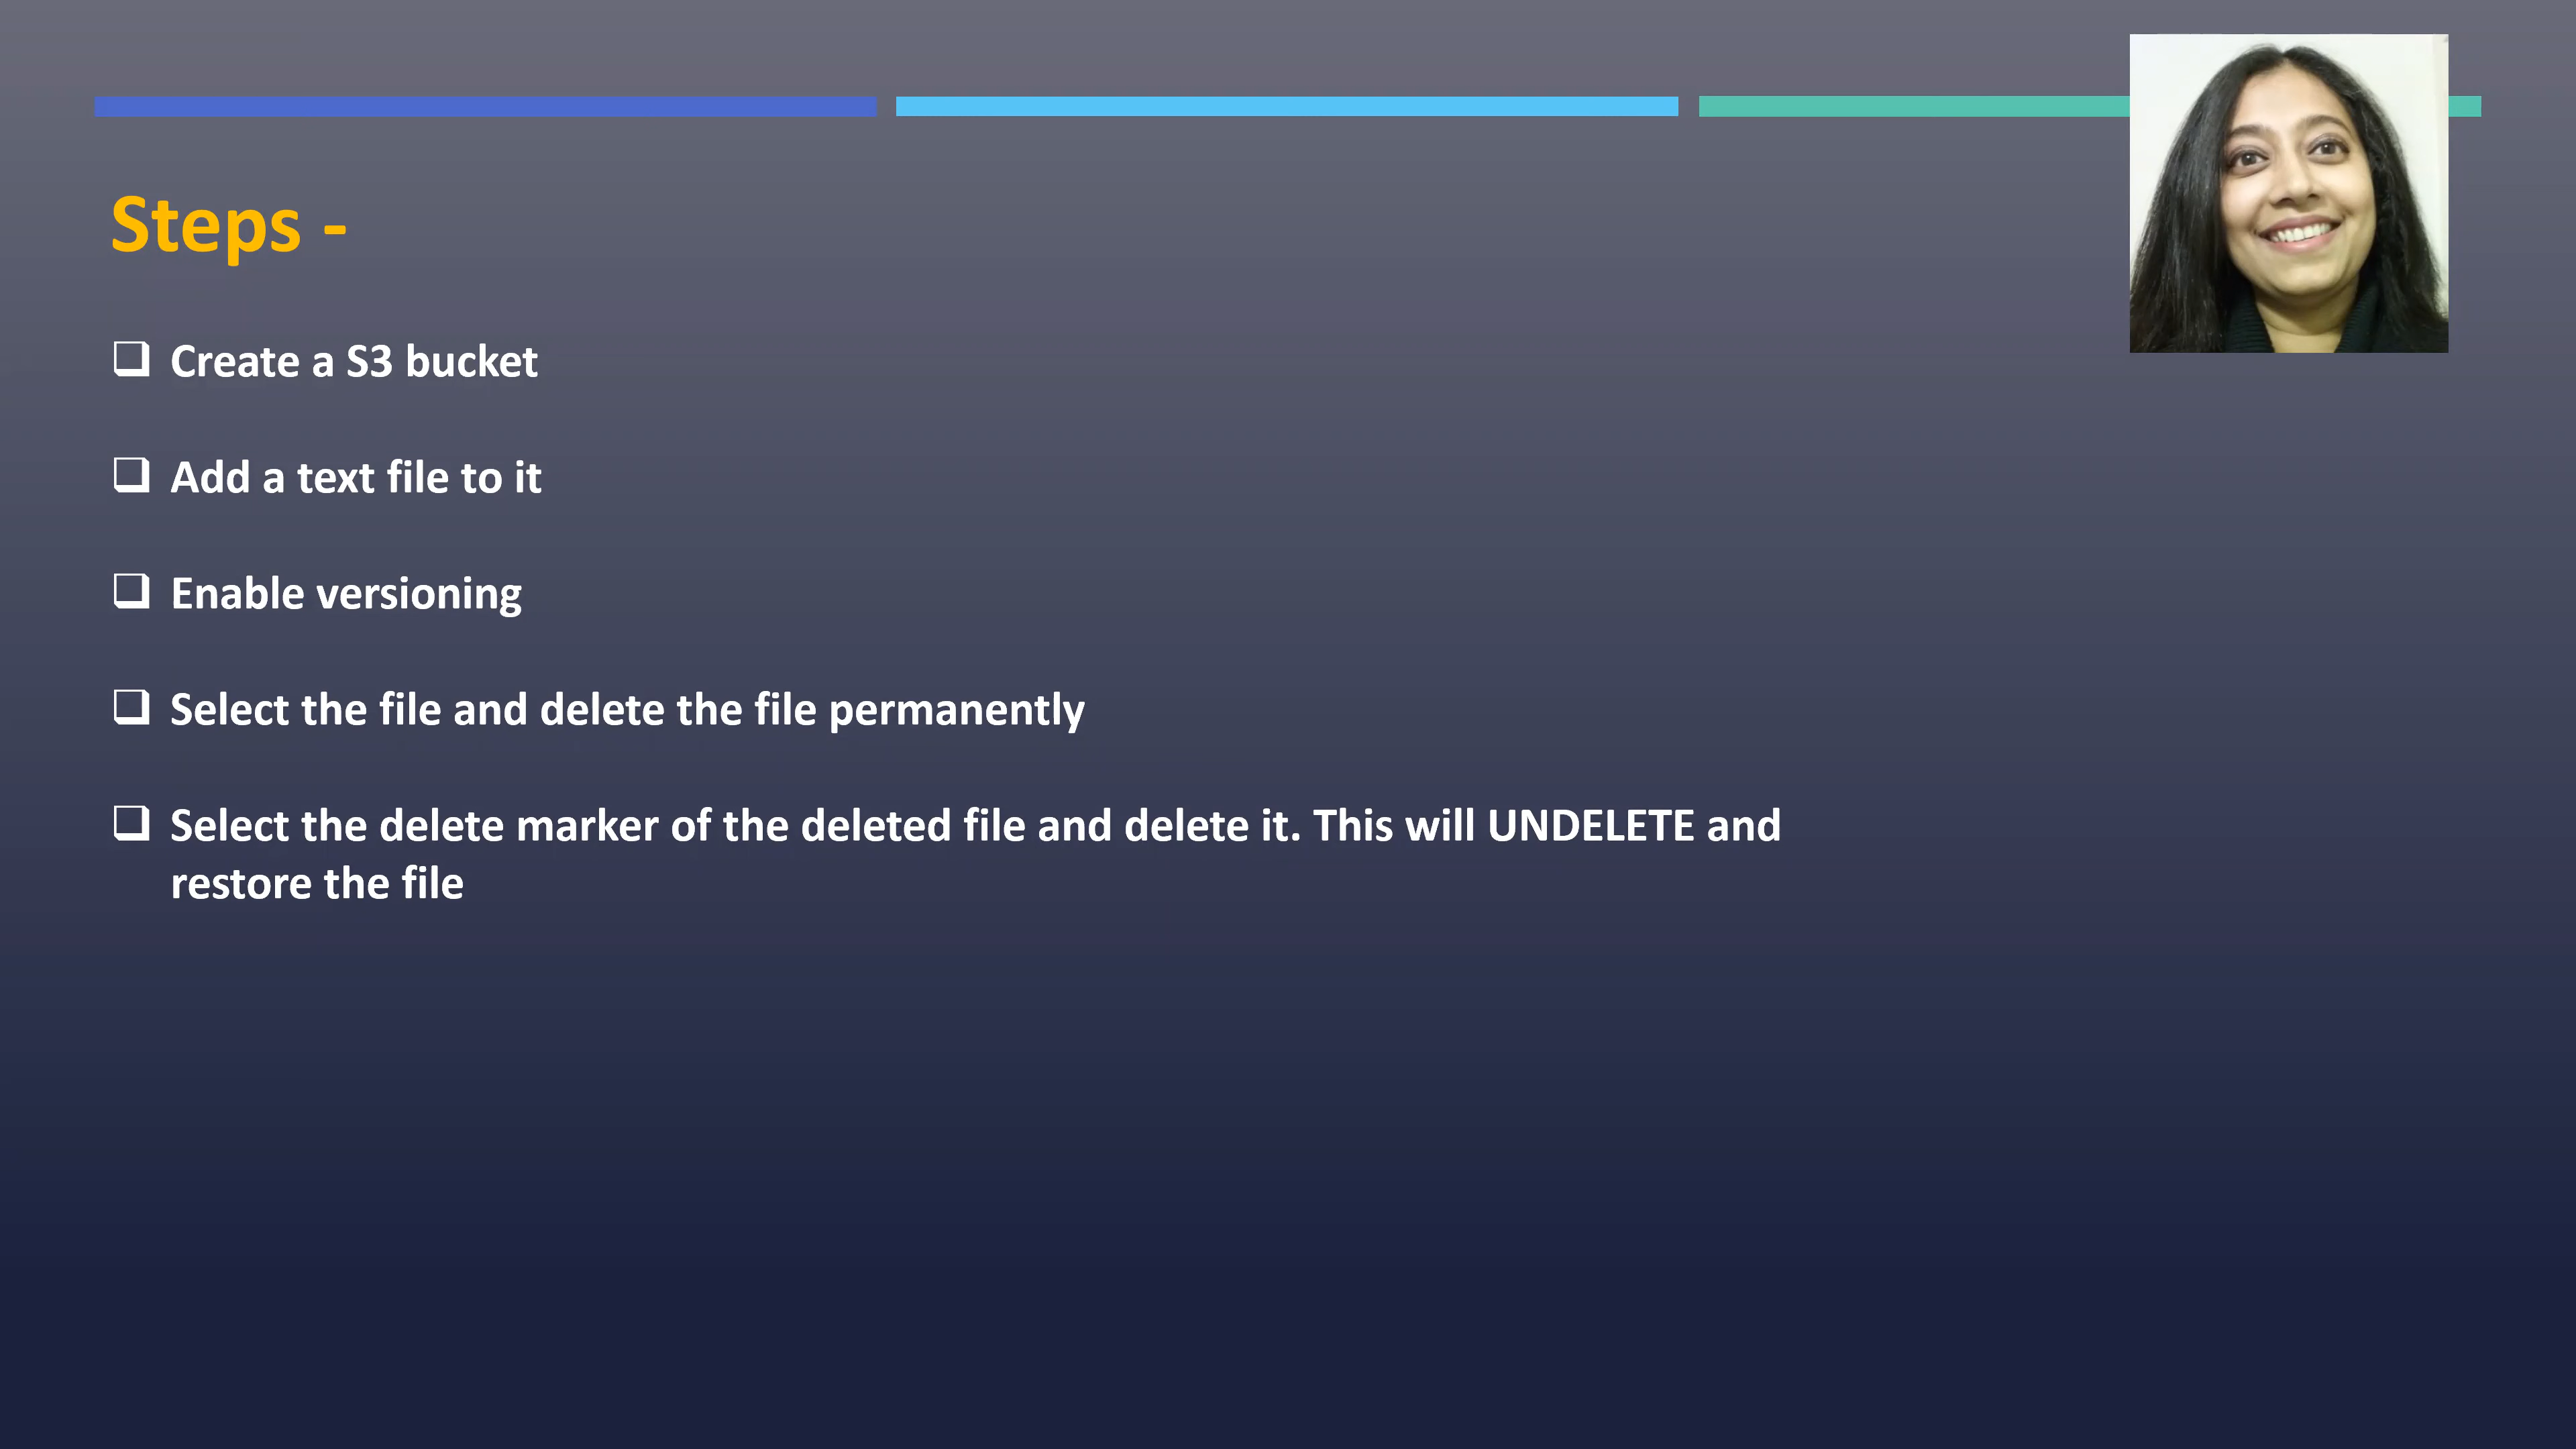 Steps -
❑ Create a S3 bucket
❑ Add a text file to it
❑ Enable versioning
❑ Select the file and delete the file permanently
❑ Select the delete marker of the deleted file and delete it. This will UNDELETE and
restore the file